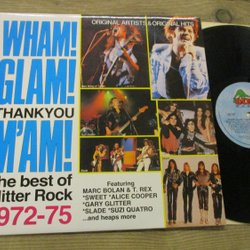 ORIGINAL ARTISTS & ORIGINAL HITS
WHAM!
GLAM!
THANKYOU
M'AM!
The best of
litter Rock
1972-75
Featuring
MARC BOLAN & T. REX
*SWEET *ALICE COOPER
*GARY GLITTER
*SLADE *SUZI QUATRO
...and heaps more